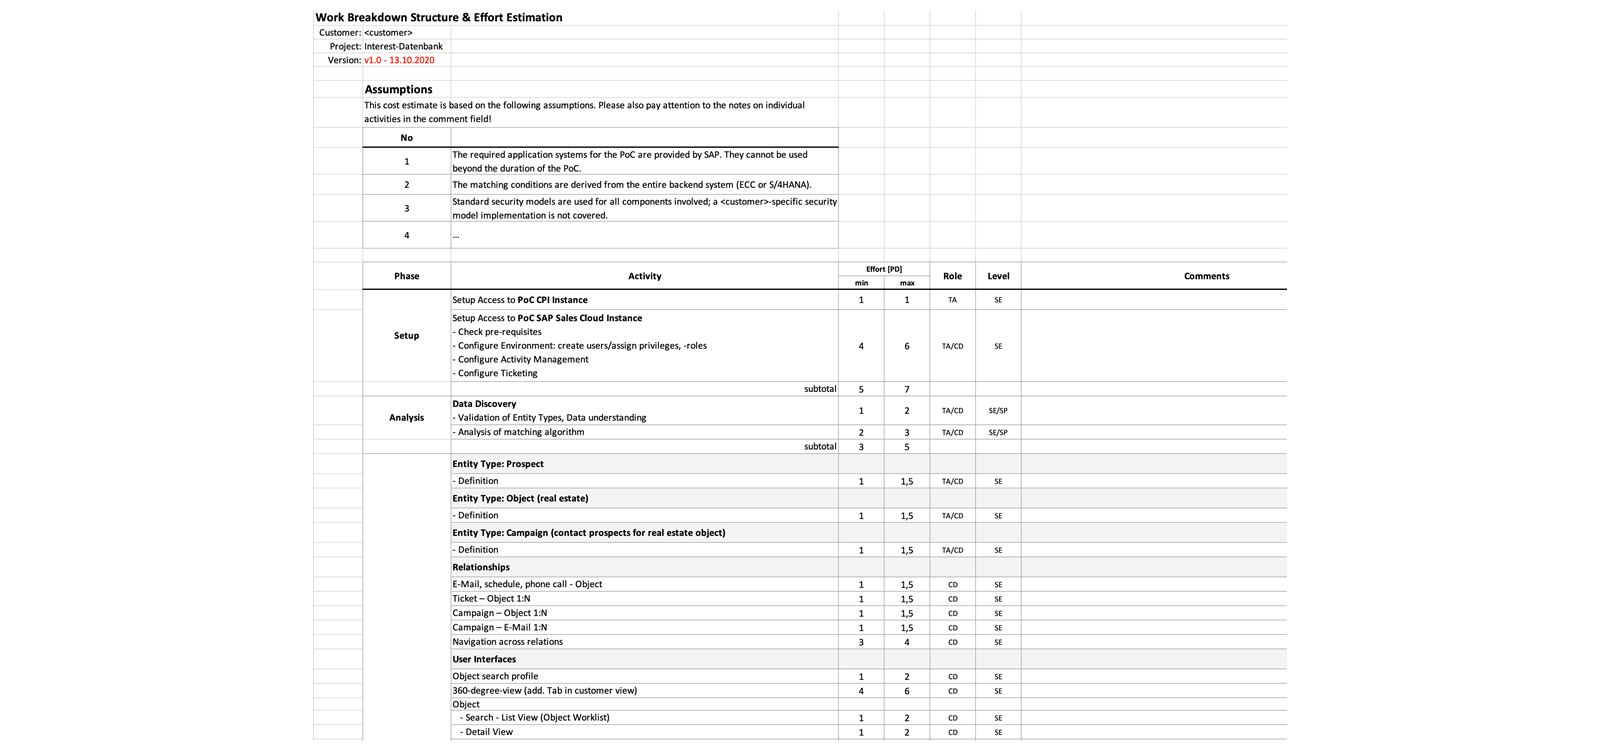 Work Breakdown Structure & Effort Estimation
Customer: <customer>
Project: Interest-Datenbank
Version: v1.0 - 13.10.2020
Assumptions
This cost estimate is based on the following assumptions. Please also pay attention to the notes on individual
activities in the comment field!
No
1 The required application systems for the PoC are provided by SAP. They cannot be used
beyond the duration of the PoC.
2 The matching conditions are derived from the entire backend system (ECC or S/4HANA).
3 Standard security models are used for all components involved; a <customer>-specific security
model implementation is not covered.
4 ...
Phase Activity Effort [PD] Role Level Comments
min max
Setup
Setup Access to PoC CPI Instance 1 1 TA SE
Setup Access to PoC SAP Sales Cloud Instance
- Check pre-requisites
- Configure Environment: create users/assign privileges, -roles 4 6 TA/CD SE
- Configure Activity Management
- Configure Ticketing
subtotal 5 7
Analysis
Data Discovery
- Validation of Entity Types, Data understanding 1 2 TA/CD SE/SP
- Analysis of matching algorithm 2 3 TA/CD SE/SP
subtotal 3 5
Entity Type: Prospect
- Definition 1 1,5 TA/CD SE
Entity Type: Object (real estate)
- Definition 1 1,5 TA/CD SE
Entity Type: Campaign (contact prospects for real estate object)
- Definition 1 1,5 TA/CD SE
Relationships
E-Mail, schedule, phone call - Object 1 1,5 CD SE
Ticket – Object 1:N 1 1,5 CD SE
Campaign – Object 1:N 1 1,5 CD SE
Campaign – E-Mail 1:N 1 1,5 CD SE
Navigation across relations 3 4 CD SE
User Interfaces
Object search profile 1 2 CD SE
360-degree-view (add. Tab in customer view) 4 6 CD SE
Object
- Search - List View (Object Worklist) 1 2 CD SE
- Detail View 1 2 CD SE